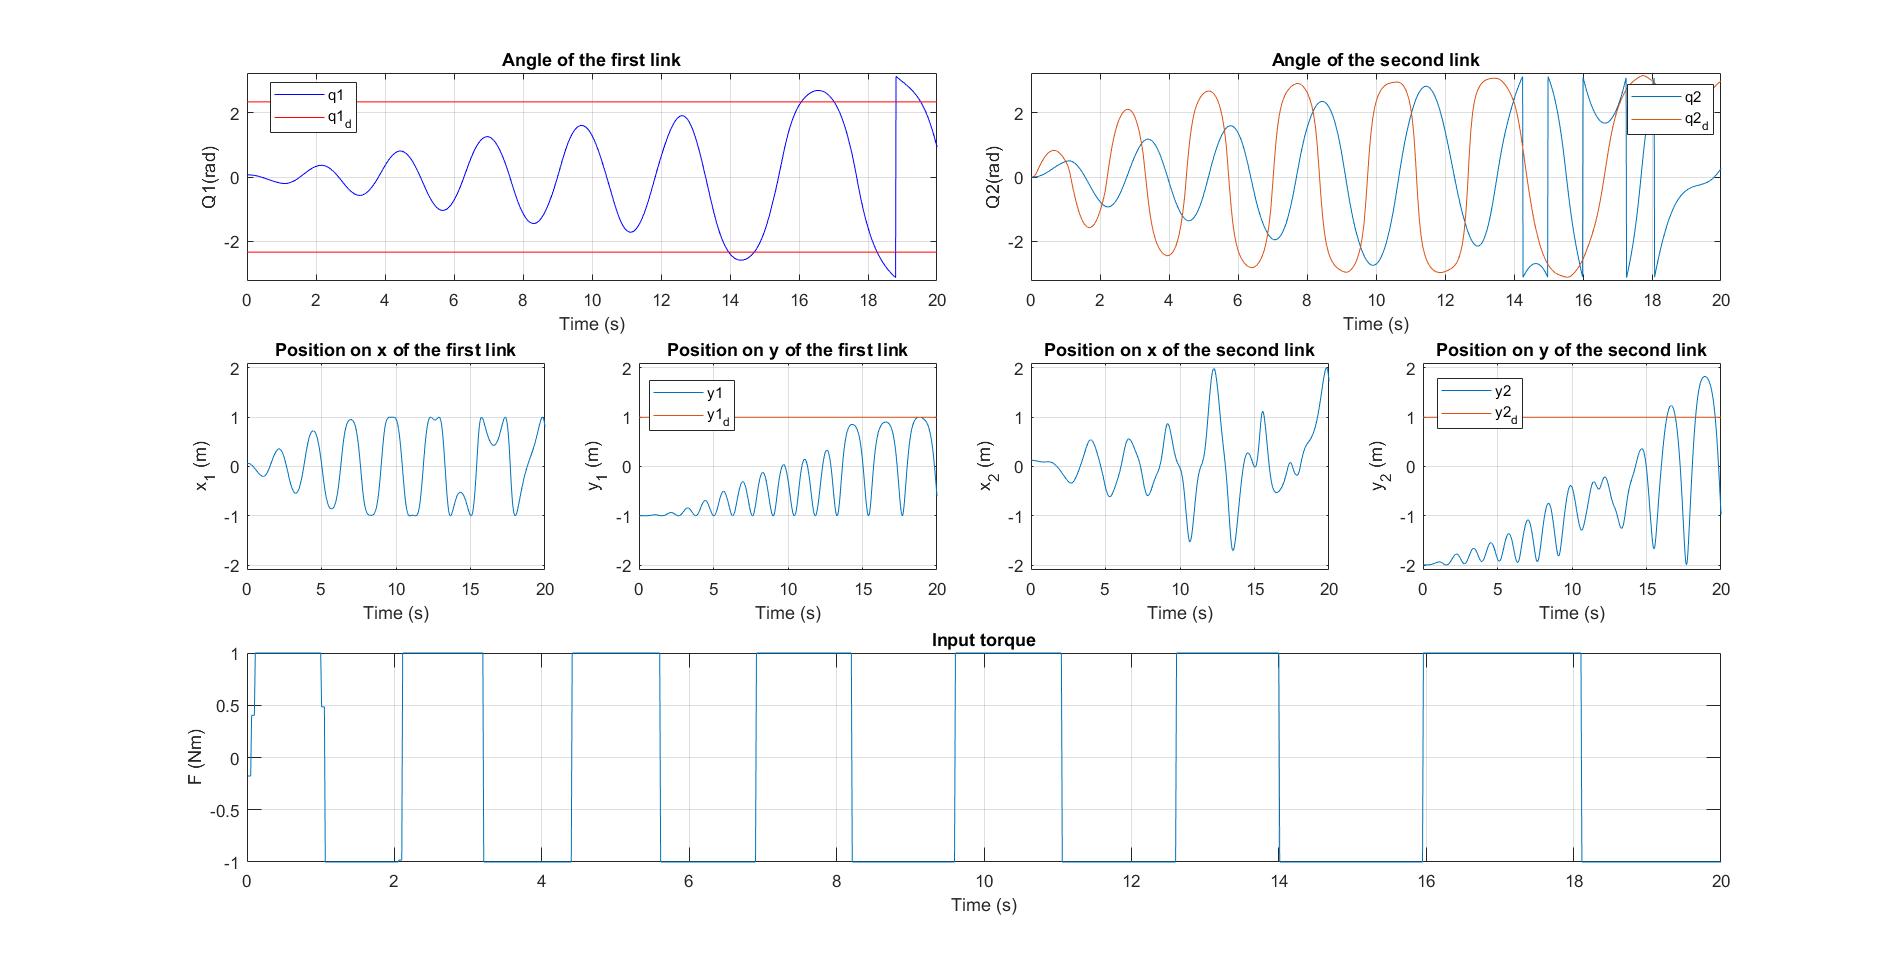 Angle of the first link
Q1(rad)
2
0
-2
q1
q1d
0 2 4 6 8 10 12 14 16 18 20
Time (s)
Angle of the second link
Q2(rad)
2
0
-2
q2
q2d
0 2 4 6 8 10 12 14 16 18 20
Time (s)
Position on x of the first link
x1 (m)
2
1
0
-1
-2
0 5 10 15 20
Time (s)
Position on y of the first link
y1 (m)
2
1
0
-1
-2
y1
y1d
0 5 10 15 20
Time (s)
Position on x of the second link
x2 (m)
2
1
0
-1
-2
0 5 10 15 20
Time (s)
Position on y of the second link
y2 (m)
2
1
0
-1
-2
y2
y2d
0 5 10 15 20
Time (s)
Input torque
F (Nm)
1
0.5
0
-0.5
-1
0 2 4 6 8 10 12 14 16 18 20
Time (s)